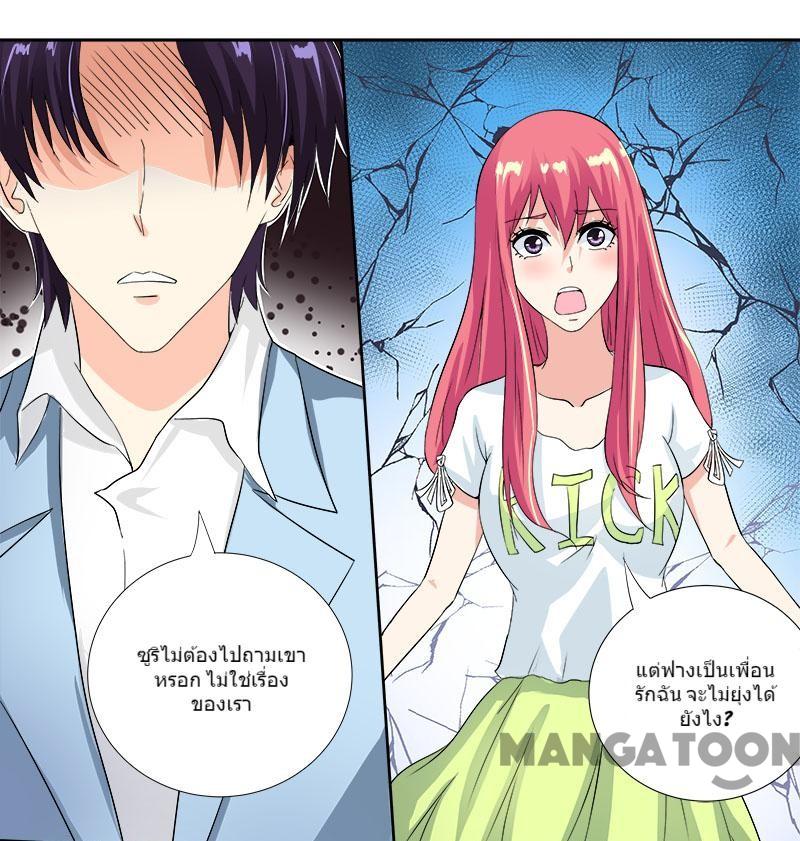 KICK
ซูริไม่ต้องไปถามเขา
หรอก ไม่ใช่เรื่อง
ของเรา
แต่ฟางเป็นเพื่อน
รักฉัน จะไม่ยุ่งได้
ยังไง?
MANGATOON